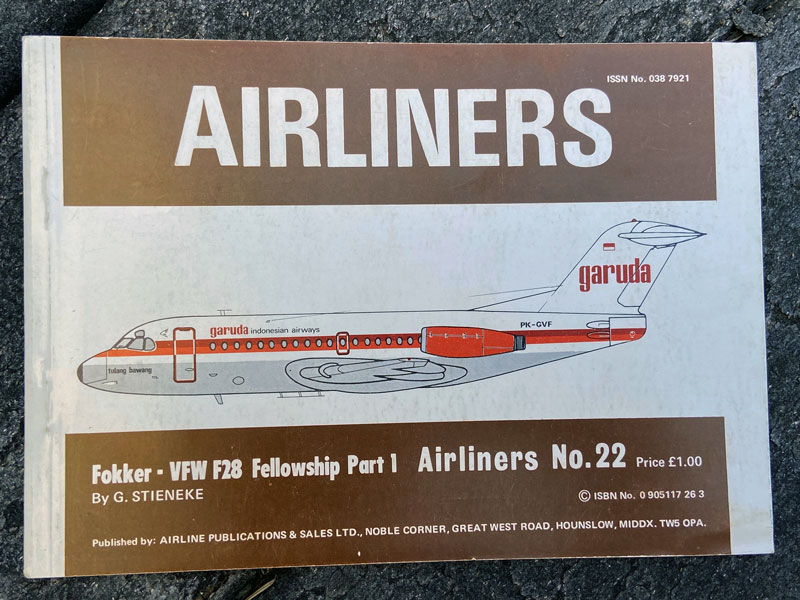 ISSN No. 038 7921
AIRLINERS
garuda
PK-GVF
garuda indonesian airways
tulang bawang
Fokker - VFW F28 Fellowship Part 1 Airliners No. 22 Price £1.00
By G. STIENEKE
© ISBN No. 0 905117 26 3
Published by: AIRLINE PUBLICATIONS & SALES LTD., NOBLE CORNER, GREAT WEST ROAD, HOUNSLOW, MIDDX. TW5 OPA.